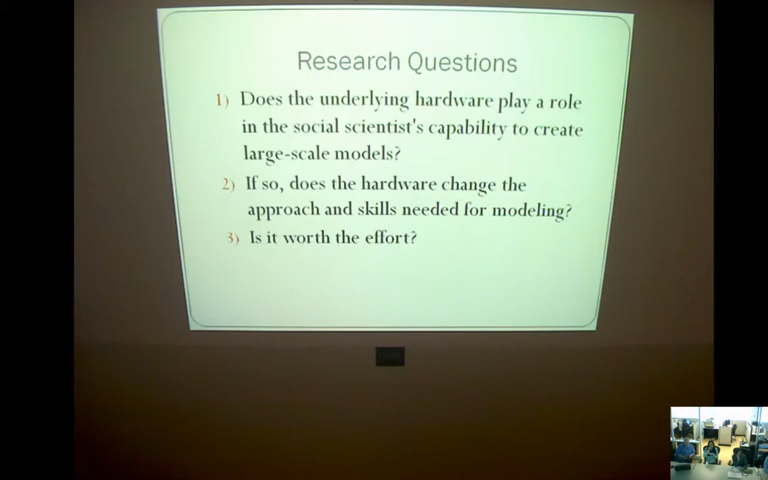 Research Questions
1) Does the underlying hardware play a role
in the social scientist's capability to create
large-scale models?
2) If so, does the hardware change the
approach and skills needed for modeling?
3) Is it worth the effort?